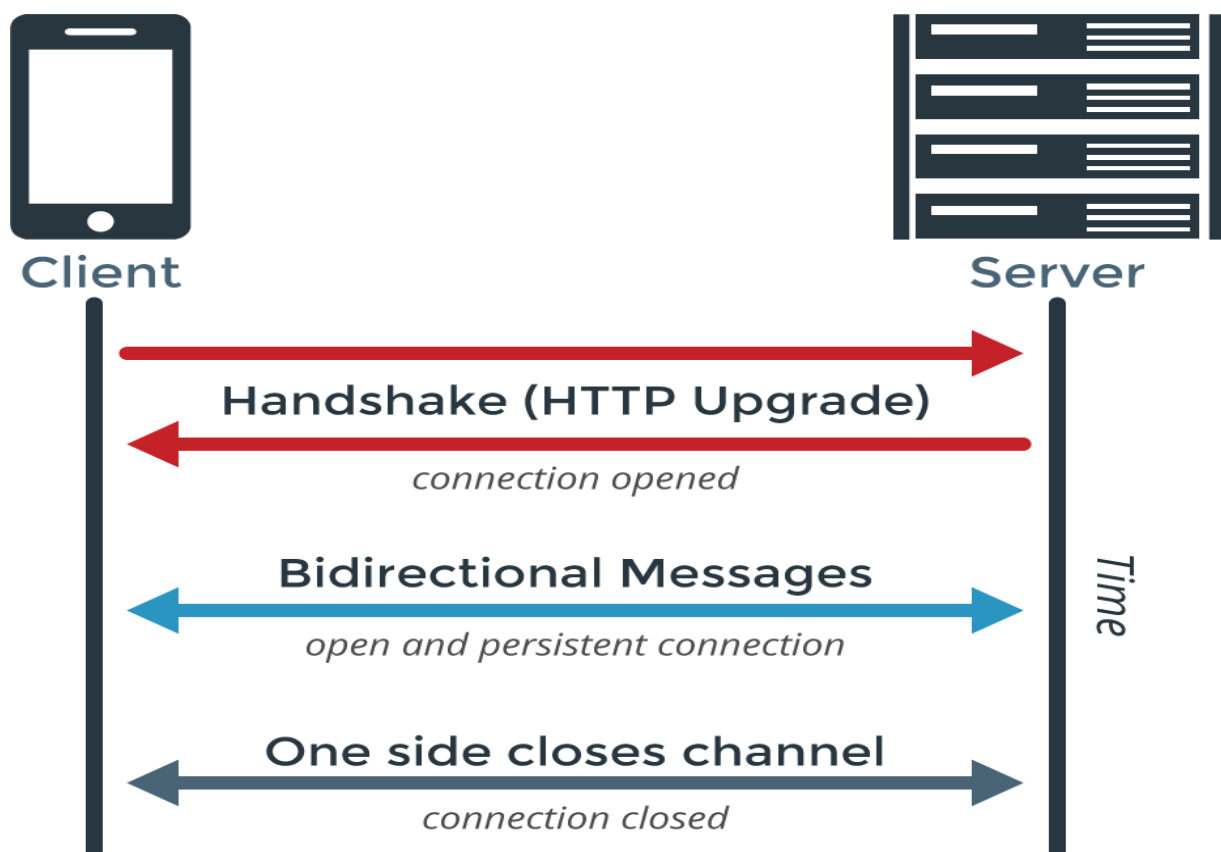 Client
Server
Handshake (HTTP Upgrade)
connection opened
Bidirectional Messages
open and persistent connection
Time
One side closes channel
connection closed